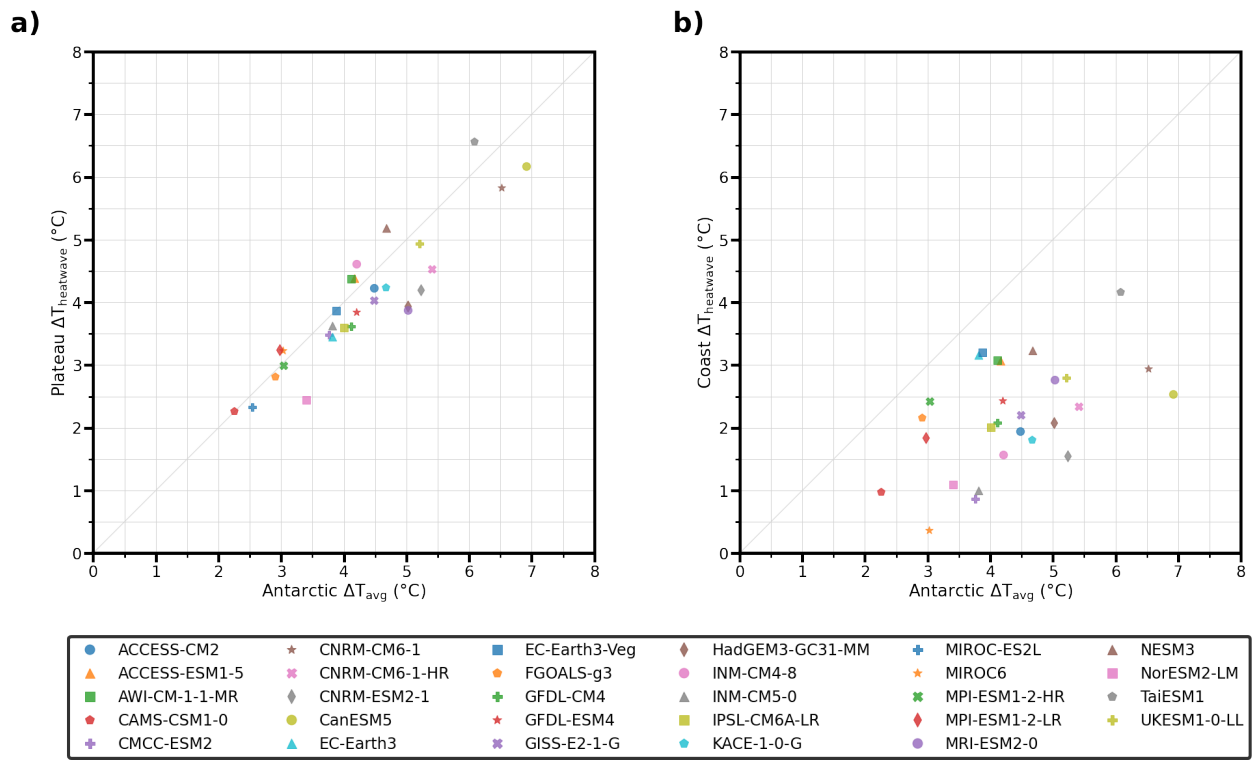 a)
b)
8
7
6
5
4
3
2
1
0
Plateau ΔTheatwave (°C)
0 1 2 3 4 5 6 7 8
Antarctic ΔTavg (°C)
8
7
6
5
4
3
2
1
0
Coast ΔTheatwave (°C)
0 1 2 3 4 5 6 7 8
Antarctic ΔTavg (°C)
ACCESS-CM2 CNRM-CM6-1 EC-Earth3-Veg HadGEM3-GC31-MM MIROC-ES2L NESM3
ACCESS-ESM1-5 CNRM-CM6-1-HR FGOALS-g3 INM-CM4-8 MIROC6 NorESM2-LM
AWI-CM-1-1-MR CNRM-ESM2-1 GFDL-CM4 INM-CM5-0 MPI-ESM1-2-HR TaiESM1
CAMS-CSM1-0 CanESM5 GFDL-ESM4 IPSL-CM6A-LR MPI-ESM1-2-LR UKESM1-0-LL
CMCC-ESM2 EC-Earth3 GISS-E2-1-G KACE-1-0-G MRI-ESM2-0